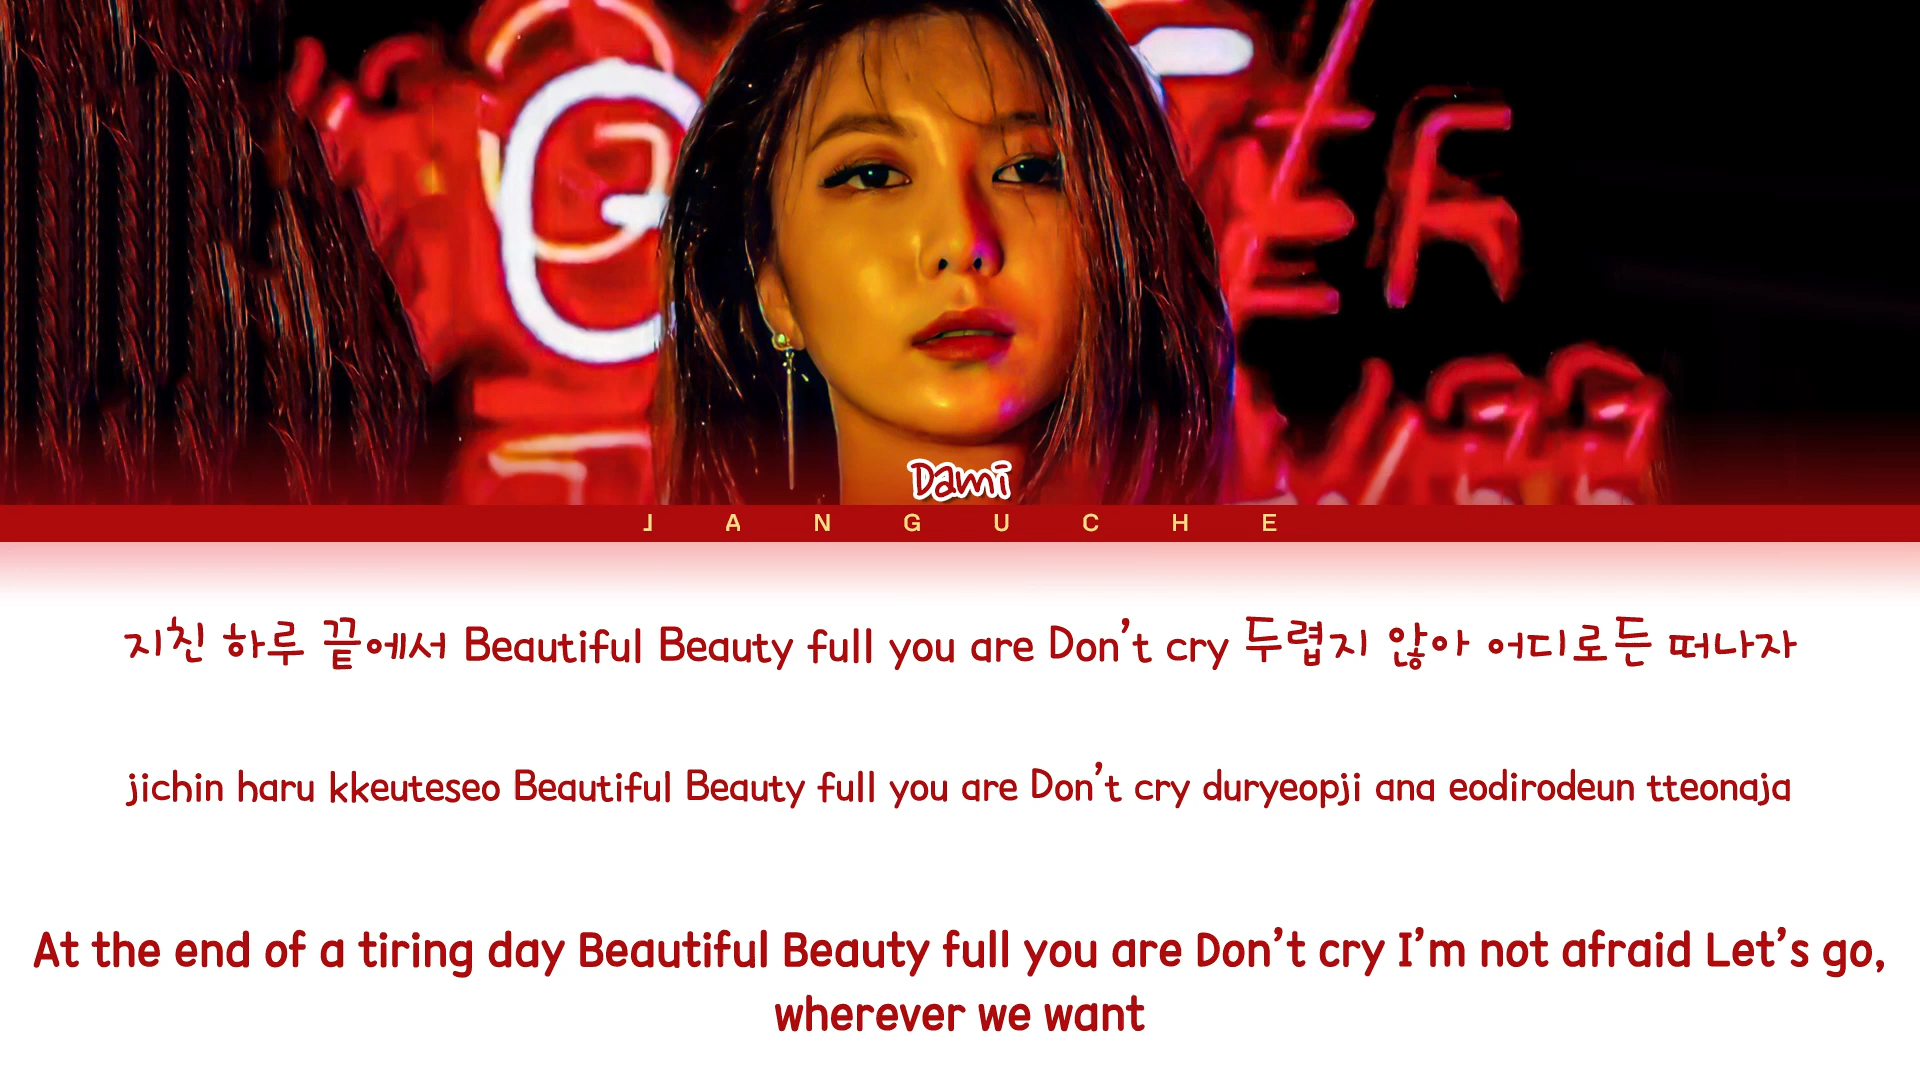 Dami
JANGUCHE
지친 하루 끝에서 Beautiful Beauty full you are Don't cry 두렵지 않아 어디로든 떠나자
jichin haru kkeuteseo Beautiful Beauty full you are Don't cry duryeopji ana eodirodeun tteonaja
At the end of a tiring day Beautiful Beauty full you are Don't cry I'm not afraid Let's go,
wherever we want